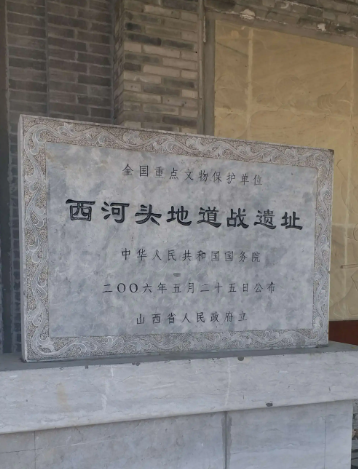 全国重点文物保护单位
西河头地道战遗址
中华人民共和国国务院
二〇〇六年五月二十五日公布
山西省人民政府立